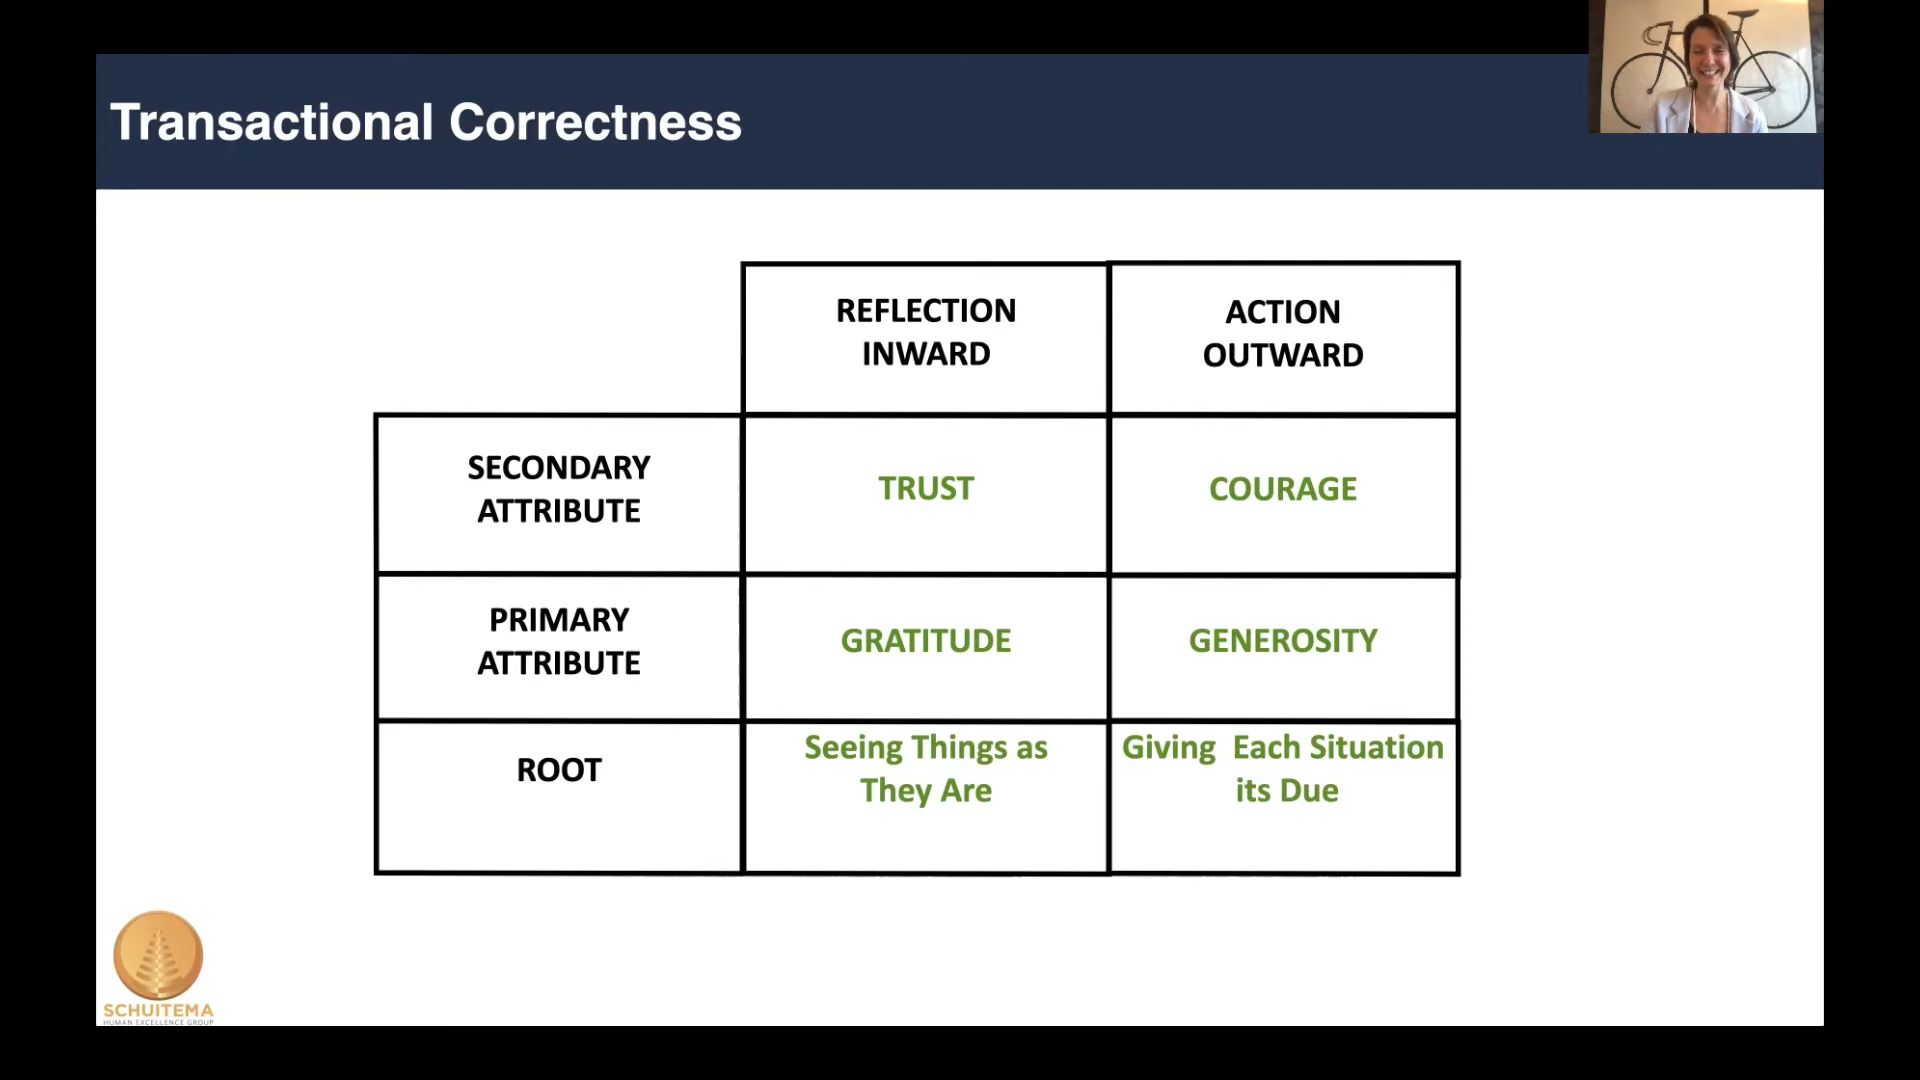 Transactional Correctness
REFLECTION
INWARD
ACTION
OUTWARD
SECONDARY
ATTRIBUTE
TRUST
COURAGE
PRIMARY
ATTRIBUTE
GRATITUDE
GENEROSITY
ROOT
Seeing Things as
They Are
Giving Each Situation
its Due
SCHUITEMA
HUMAN EXCELLENCE GROUP